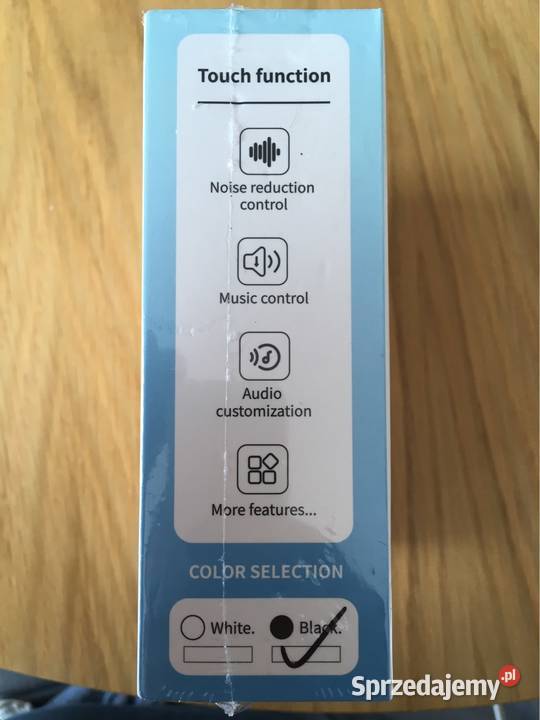 Touch function
Noise reduction
control
Music control
Audio
customization
More features...
COLOR SELECTION
White. Black.
Sprzedajemy.pl